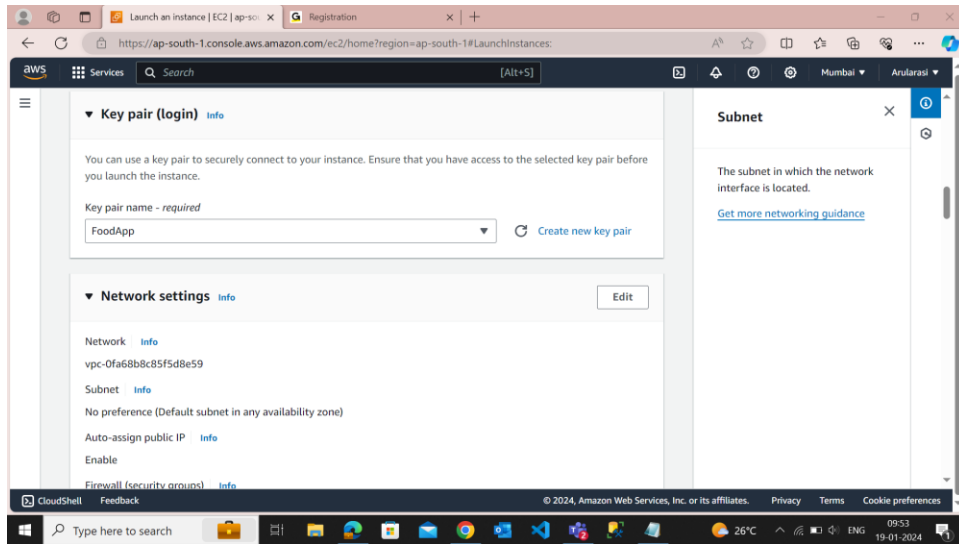 Launch an instance | EC2 | ap-sou
Registration
https://ap-south-1.console.aws.amazon.com/ec2/home?region=ap-south-1#LaunchInstances:
aws
Services
Search
[Alt+S]
Mumbai
Arularasi
Key pair (login) Info
You can use a key pair to securely connect to your instance. Ensure that you have access to the selected key pair before
you launch the instance.
Key pair name - required
FoodApp
Create new key pair
Network settings Info
Edit
Network Info
vpc-0fa68b8c85f5d8e59
Subnet Info
No preference (Default subnet in any availability zone)
Auto-assign public IP Info
Enable
Firewall (security groups) Info
Subnet
The subnet in which the network
interface is located.
Get more networking guidance
CloudShell
Feedback
© 2024, Amazon Web Services, Inc. or its affiliates.
Privacy
Terms
Cookie preferences
Type here to search
26°C
ENG
09:53
19-01-2024